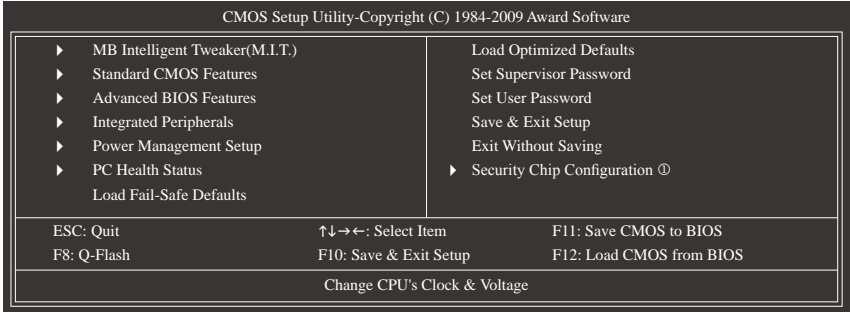 CMOS Setup Utility-Copyright (C) 1984-2009 Award Software
MB Intelligent Tweaker(M.I.T.)
Standard CMOS Features
Advanced BIOS Features
Integrated Peripherals
Power Management Setup
PC Health Status
Load Fail-Safe Defaults
Load Optimized Defaults
Set Supervisor Password
Set User Password
Save & Exit Setup
Exit Without Saving
Security Chip Configuration ①
ESC: Quit ↑↓→←: Select Item F11: Save CMOS to BIOS
F8: Q-Flash F10: Save & Exit Setup F12: Load CMOS from BIOS
Change CPU's Clock & Voltage